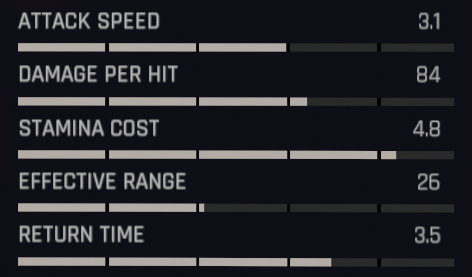 ATTACK SPEED 3.1
DAMAGE PER HIT 84
STAMINA COST 4.8
EFFECTIVE RANGE 26
RETURN TIME 3.5